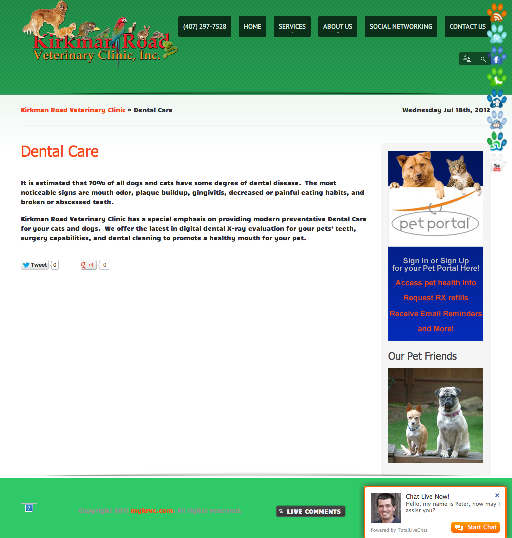 Kirkman Road
Veterinary Clinic, Inc.
(407) 297-7528
HOME
SERVICES
ABOUT US
SOCIAL NETWORKING
CONTACT US
Kirkman Road Veterinary Clinic » Dental Care
Wednesday Jul 18th, 2012
Dental Care
It is estimated that 70% of all dogs and cats have some degree of dental disease. The most
noticeable signs are mouth odor, plaque buildup, gingivitis, decreased or painful eating habits, and
broken or abscessed teeth.
Kirkman Road Veterinary Clinic has a special emphasis on providing modern preventative Dental Care
for your cats and dogs. We offer the latest in digital dental X-ray evaluation for your pets' teeth,
surgery capabilities, and dental cleaning to promote a healthy mouth for your pet.
Tweet 0
+1 0
pet portal
Sign In or Sign Up
for your Pet Portal Here!
Access pet health info
Request RX refills
Receive Email Reminders
and More!
Our Pet Friends
LIVE COMMENTS
Chat Live Now!
Hello, my name is Peter, how may I
assist you?
Start Chat
Powered by TotalLiveChat